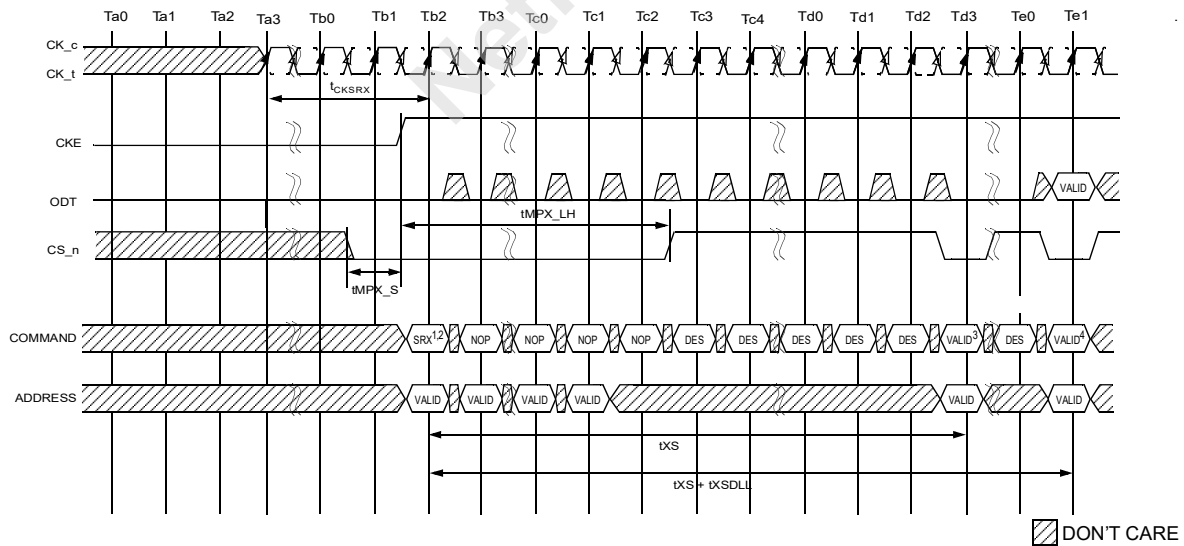 Ta0 Ta1 Ta2 Ta3 Tb0 Tb1 Tb2 Tb3 Tc0 Tc1 Tc2 Tc3 Tc4 Td0 Td1 Td2 Td3 Te0 Te1
CK_c
CK_t
tCKSRX
CKE
VALID
ODT
tMPX_LH
CS_n
tMPX_S
COMMAND SRX1,2 NOP NOP NOP NOP DES DES DES DES DES VALID3 DES VALID4
ADDRESS VALID VALID VALID VALID VALID VALID
tXS
tXS + tXSDLL
DON'T CARE